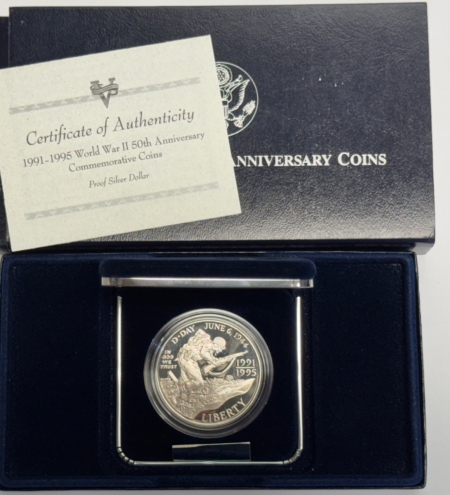 Certificate of Authenticity
1991-1995 World War II 50th Anniversary
Commemorative Coins
Proof Silver Dollar
ANNIVERSARY COINS
D-DAY JUNE 6, 1944
IN
GOD
WE
TRUST
1991
1995
LIBERTY